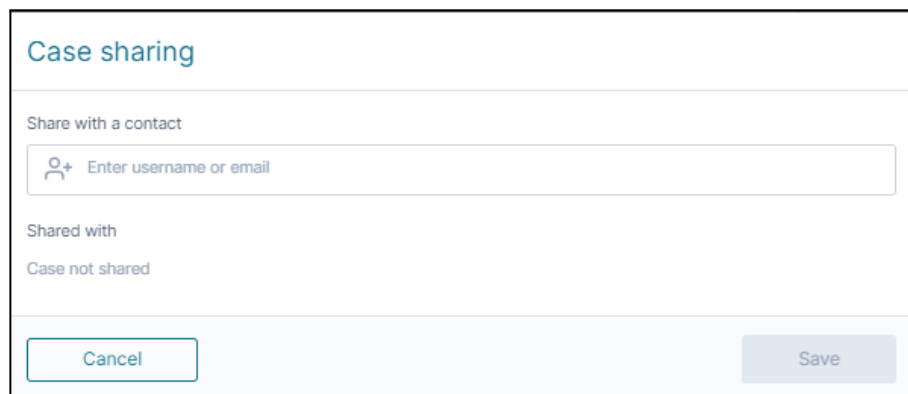 Case sharing
Share with a contact
Enter username or email
Shared with
Case not shared
Cancel
Save